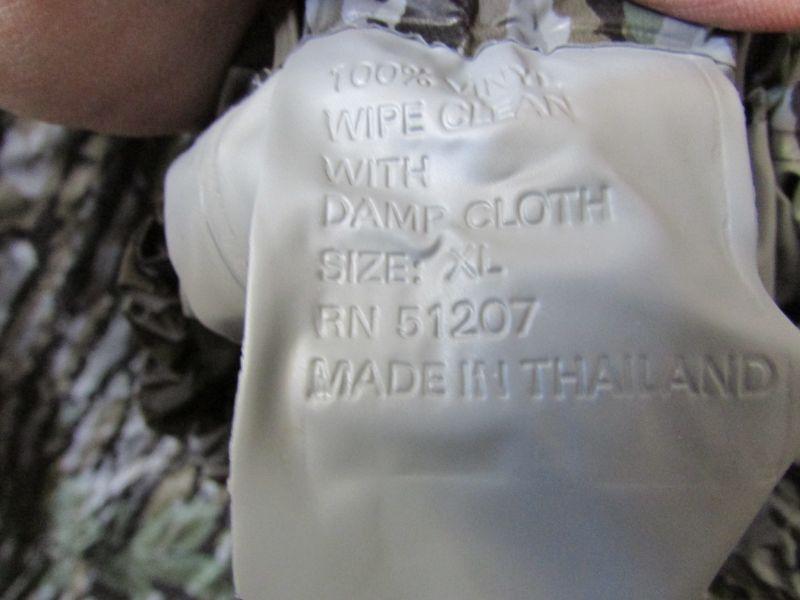 100% VINYL
WIPE CLEAN
WITH
DAMP CLOTH
SIZE: XL
RN 51207
MADE IN THAILAND